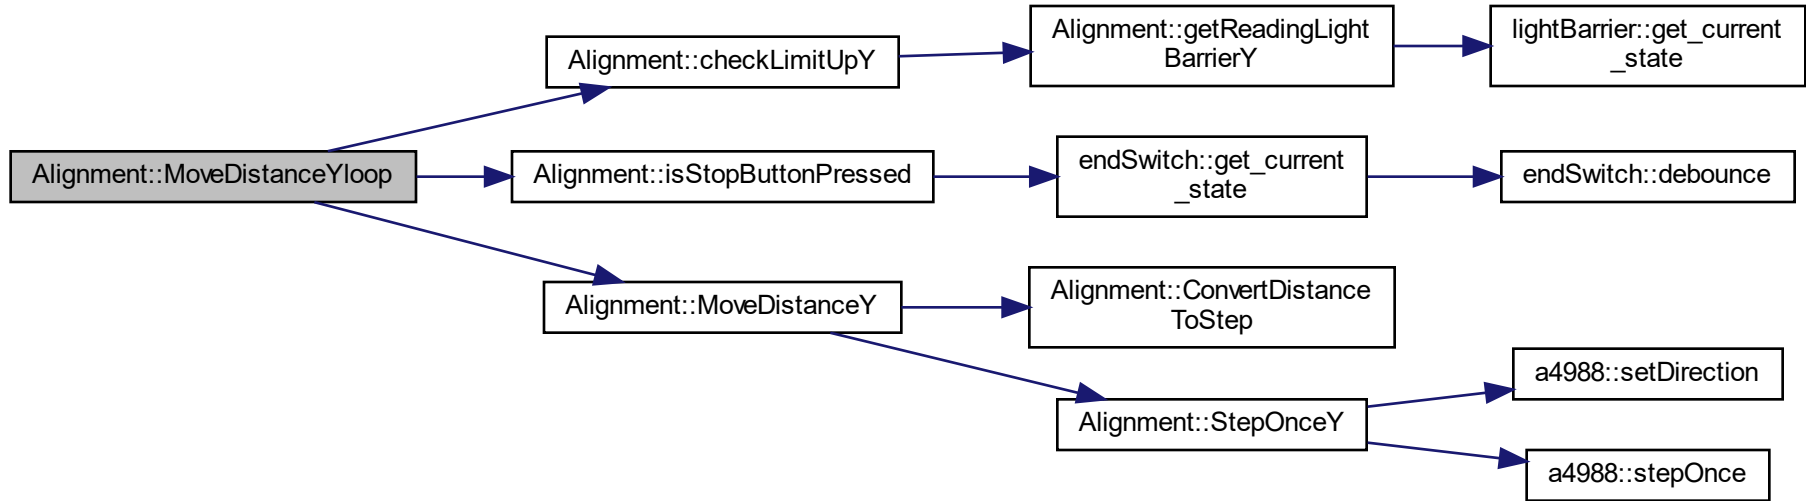 Alignment::MoveDistanceYloop
Alignment::checkLimitUpY
Alignment::getReadingLight
BarrierY
lightBarrier::get_current
_state
Alignment::isStopButtonPressed
endSwitch::get_current
_state
endSwitch::debounce
Alignment::MoveDistanceY
Alignment::ConvertDistance
ToStep
Alignment::StepOnceY
a4988::setDirection
a4988::stepOnce